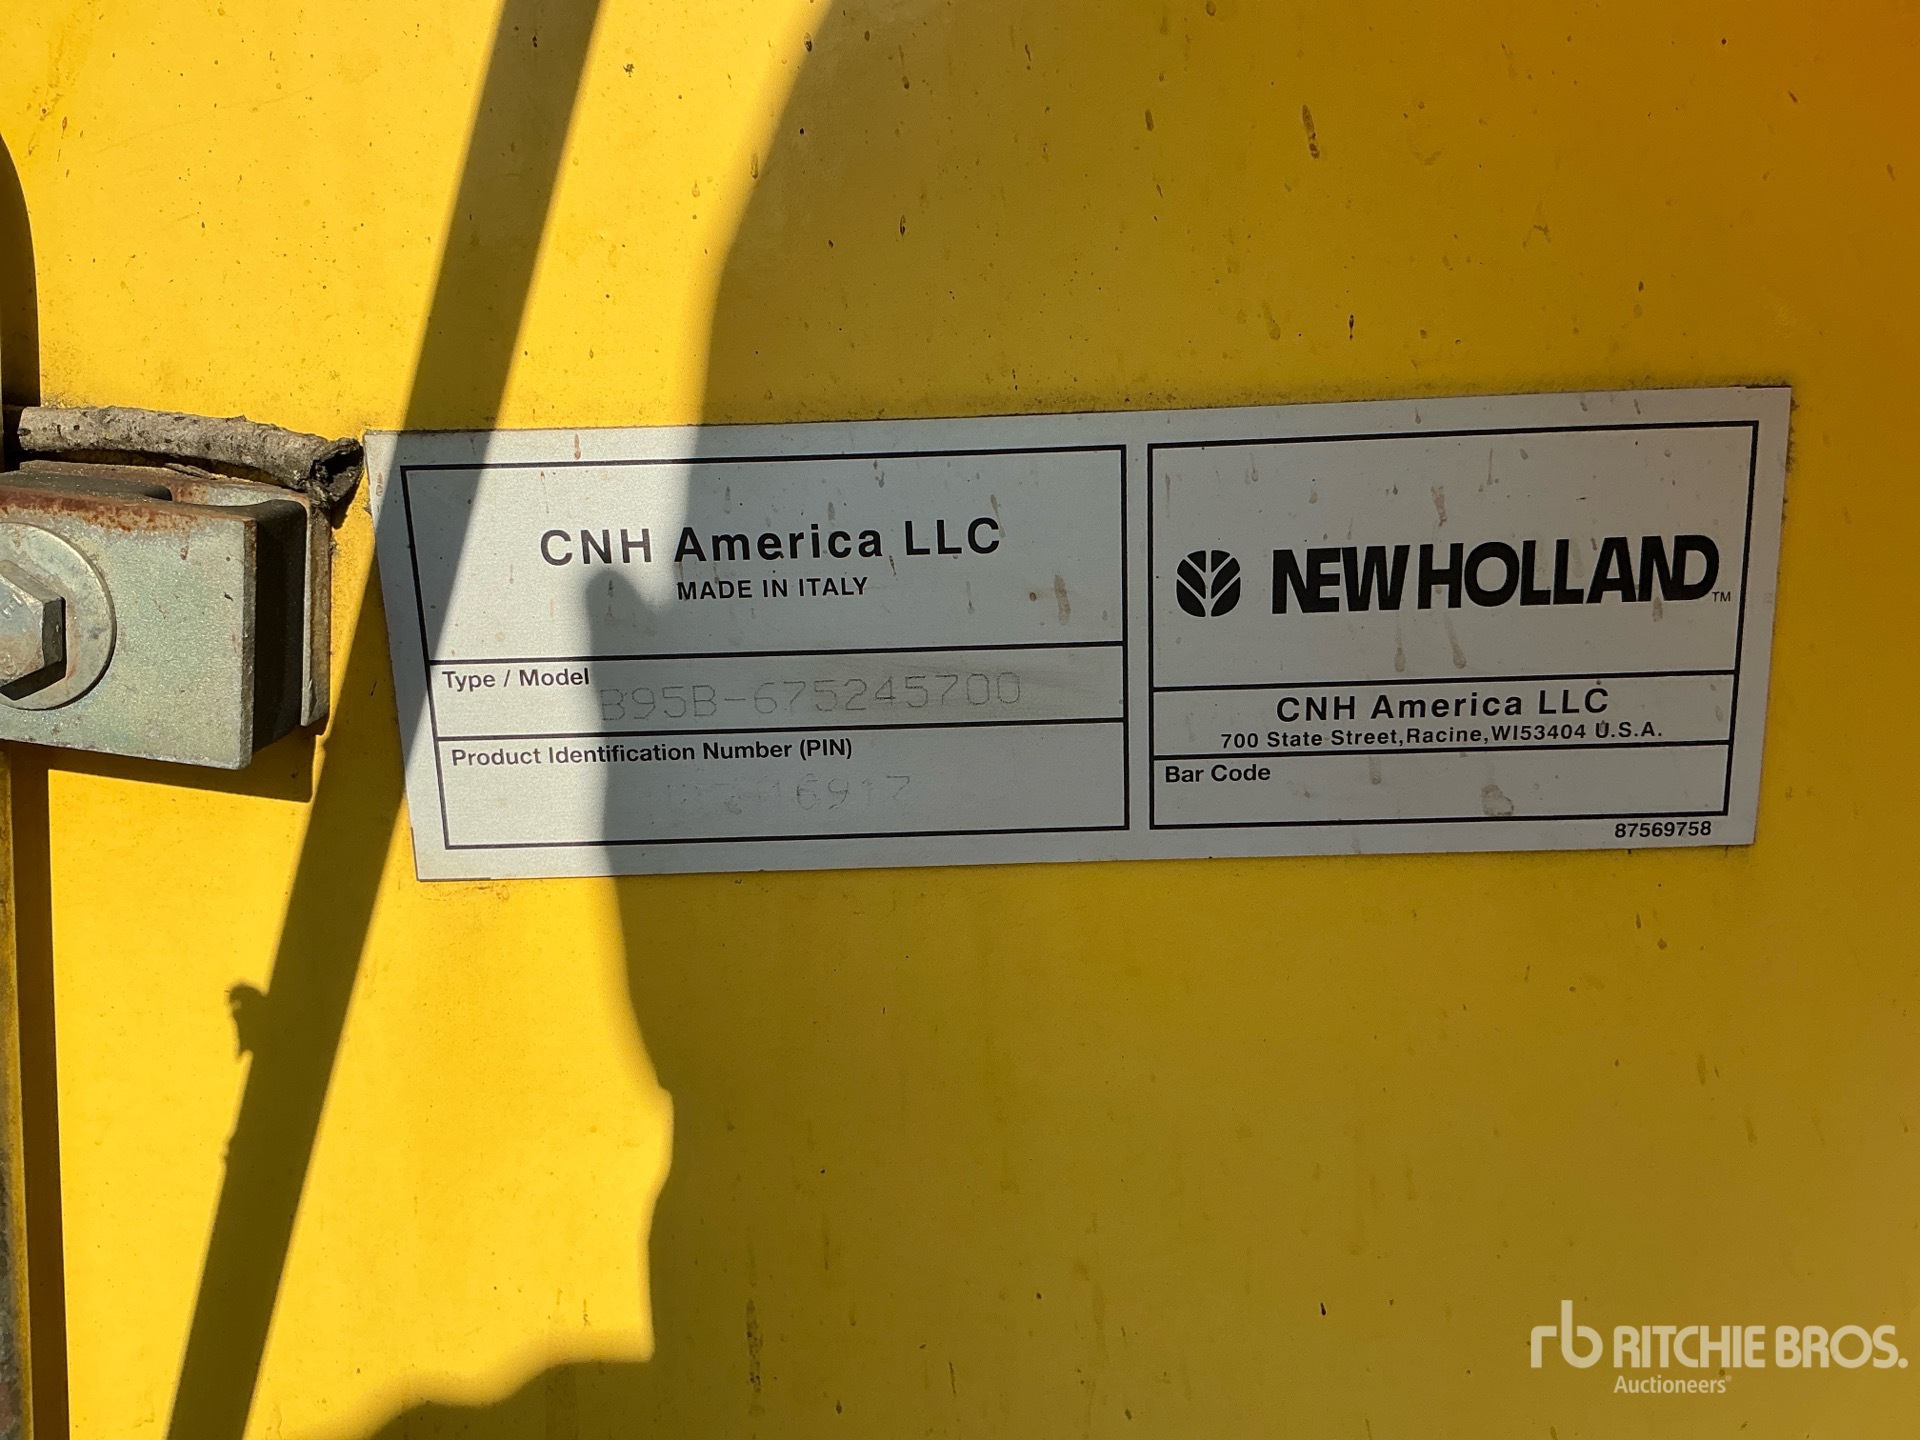 CNH America LLC
MADE IN ITALY
Type / Model B95B-675245700
Product Identification Number (PIN)
NEW HOLLAND TM
CNH America LLC
700 State Street, Racine, WI53404 U.S.A.
Bar Code
87569758
rb RITCHIE BROS.
Auctioneers